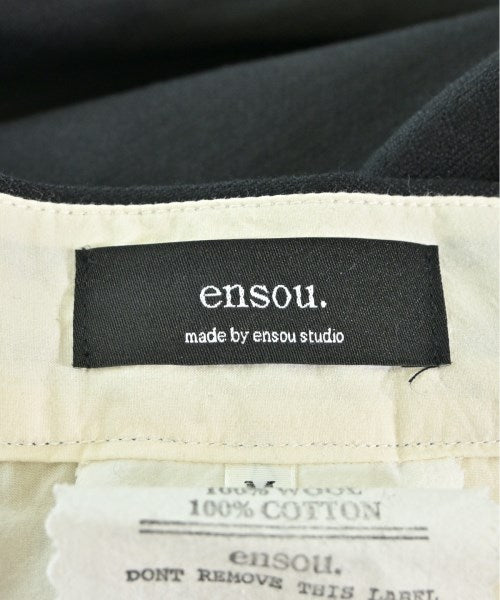 ensou.
made by ensou studio
M
100% WOOL
100% COTTON
ensou.
DONT REMOVE THIS LABEL